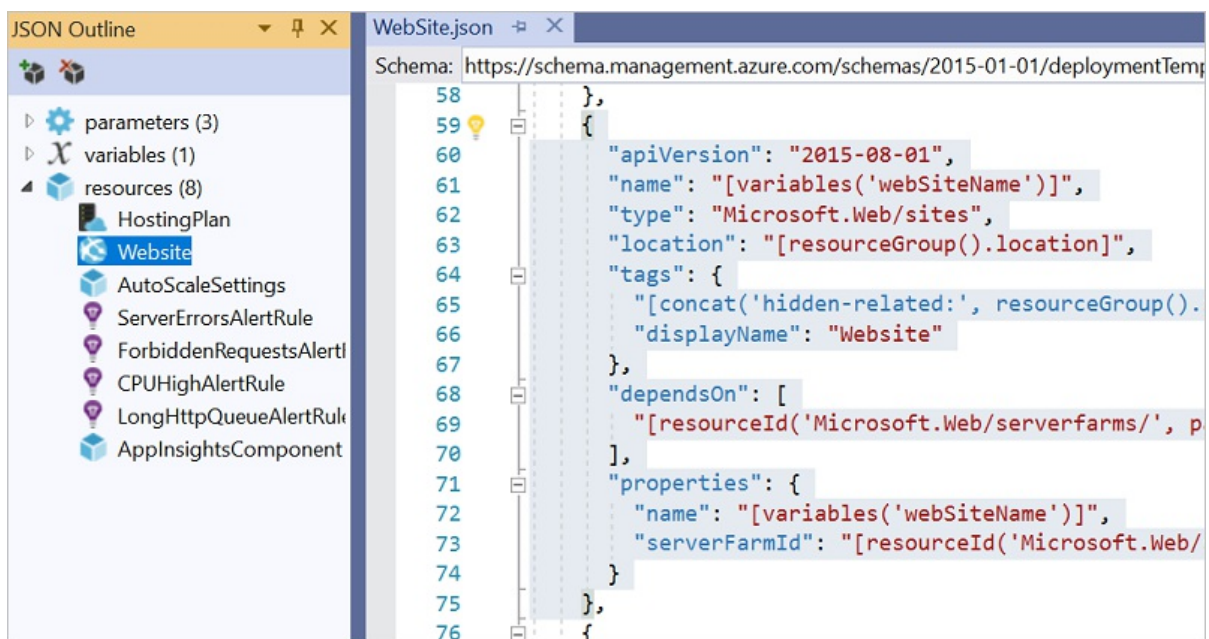 JSON Outline
parameters (3)
variables (1)
resources (8)
HostingPlan
Website
AutoScaleSettings
ServerErrorsAlertRule
ForbiddenRequestsAlertR
CPUHighAlertRule
LongHttpQueueAlertRule
AppInsightsComponent
WebSite.json
Schema: https://schema.management.azure.com/schemas/2015-01-01/deploymentTemp
58 },
59 {
60 "apiVersion": "2015-08-01",
61 "name": "[variables('webSiteName')]",
62 "type": "Microsoft.Web/sites",
63 "location": "[resourceGroup().location]",
64 "tags": {
65 "[concat('hidden-related:', resourceGroup().
66 "displayName": "Website"
67 },
68 "dependsOn": [
69 "[resourceId('Microsoft.Web/serverfarms/', pa
70 ],
71 "properties": {
72 "name": "[variables('webSiteName')]",
73 "serverFarmId": "[resourceId('Microsoft.Web/
74 }
75 },
76 {